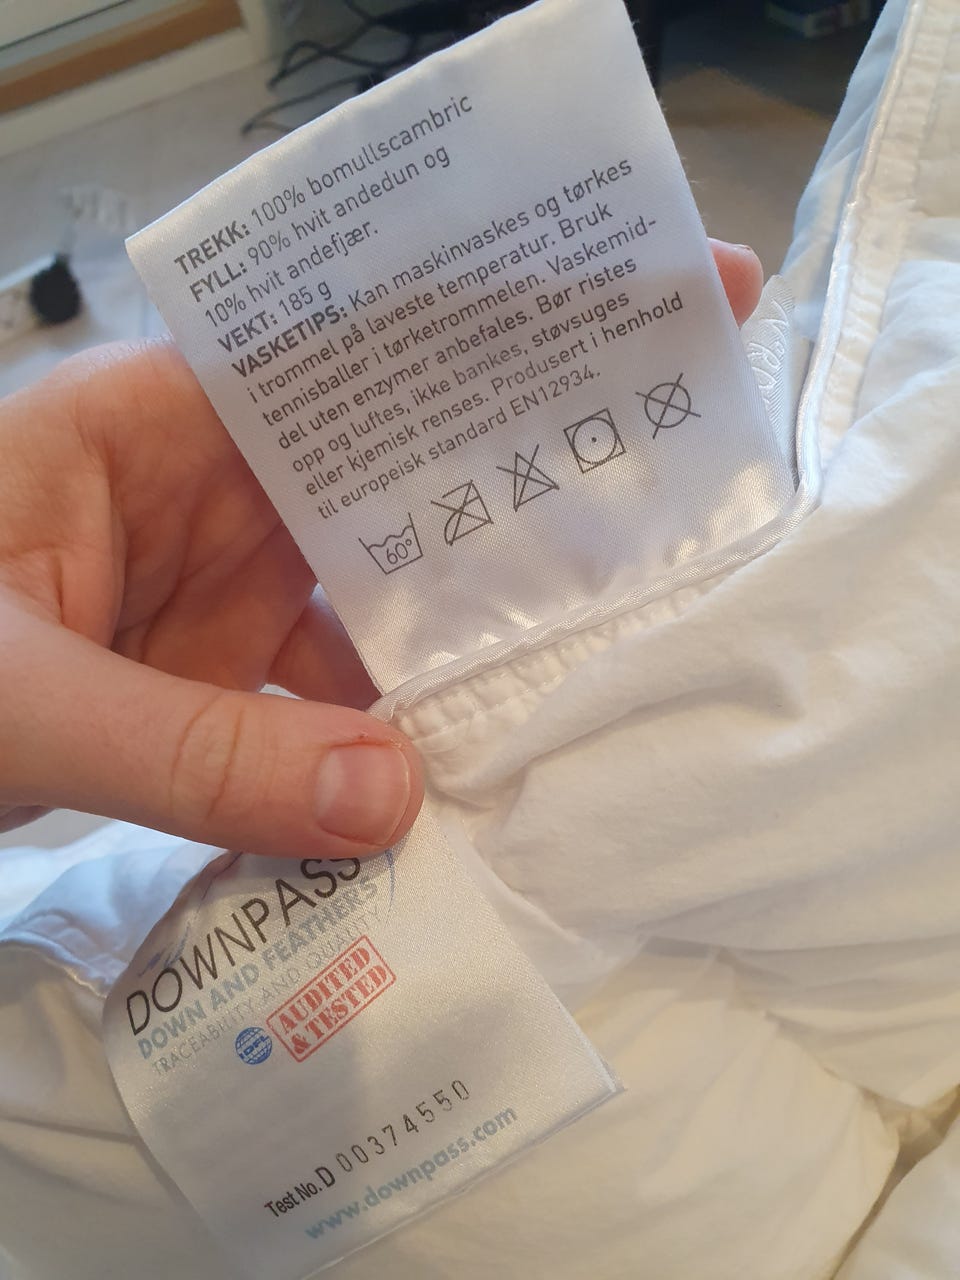 TREKK: 100% bomullscambric
FYLL: 90% hvit andedun og
10% hvit andefjær.
VEKT: 185 g
VASKETIPS: Kan maskinvaskes og tørkes
i trommel på laveste temperatur. Bruk
tennisballer i tørketrommelen. Vaskemid-
del uten enzymer anbefales. Bør ristes
opp og luftes, ikke bankes, støvsuges
eller kjemisk renses. Produsert i henhold
til europeisk standard EN12934.
60°
DOWNPASS
DOWN AND FEATHERS
TRACEABILITY AND QUALITY
IDFL
AUDITED
& TESTED
Test No. D 00374550
www.downpass.com